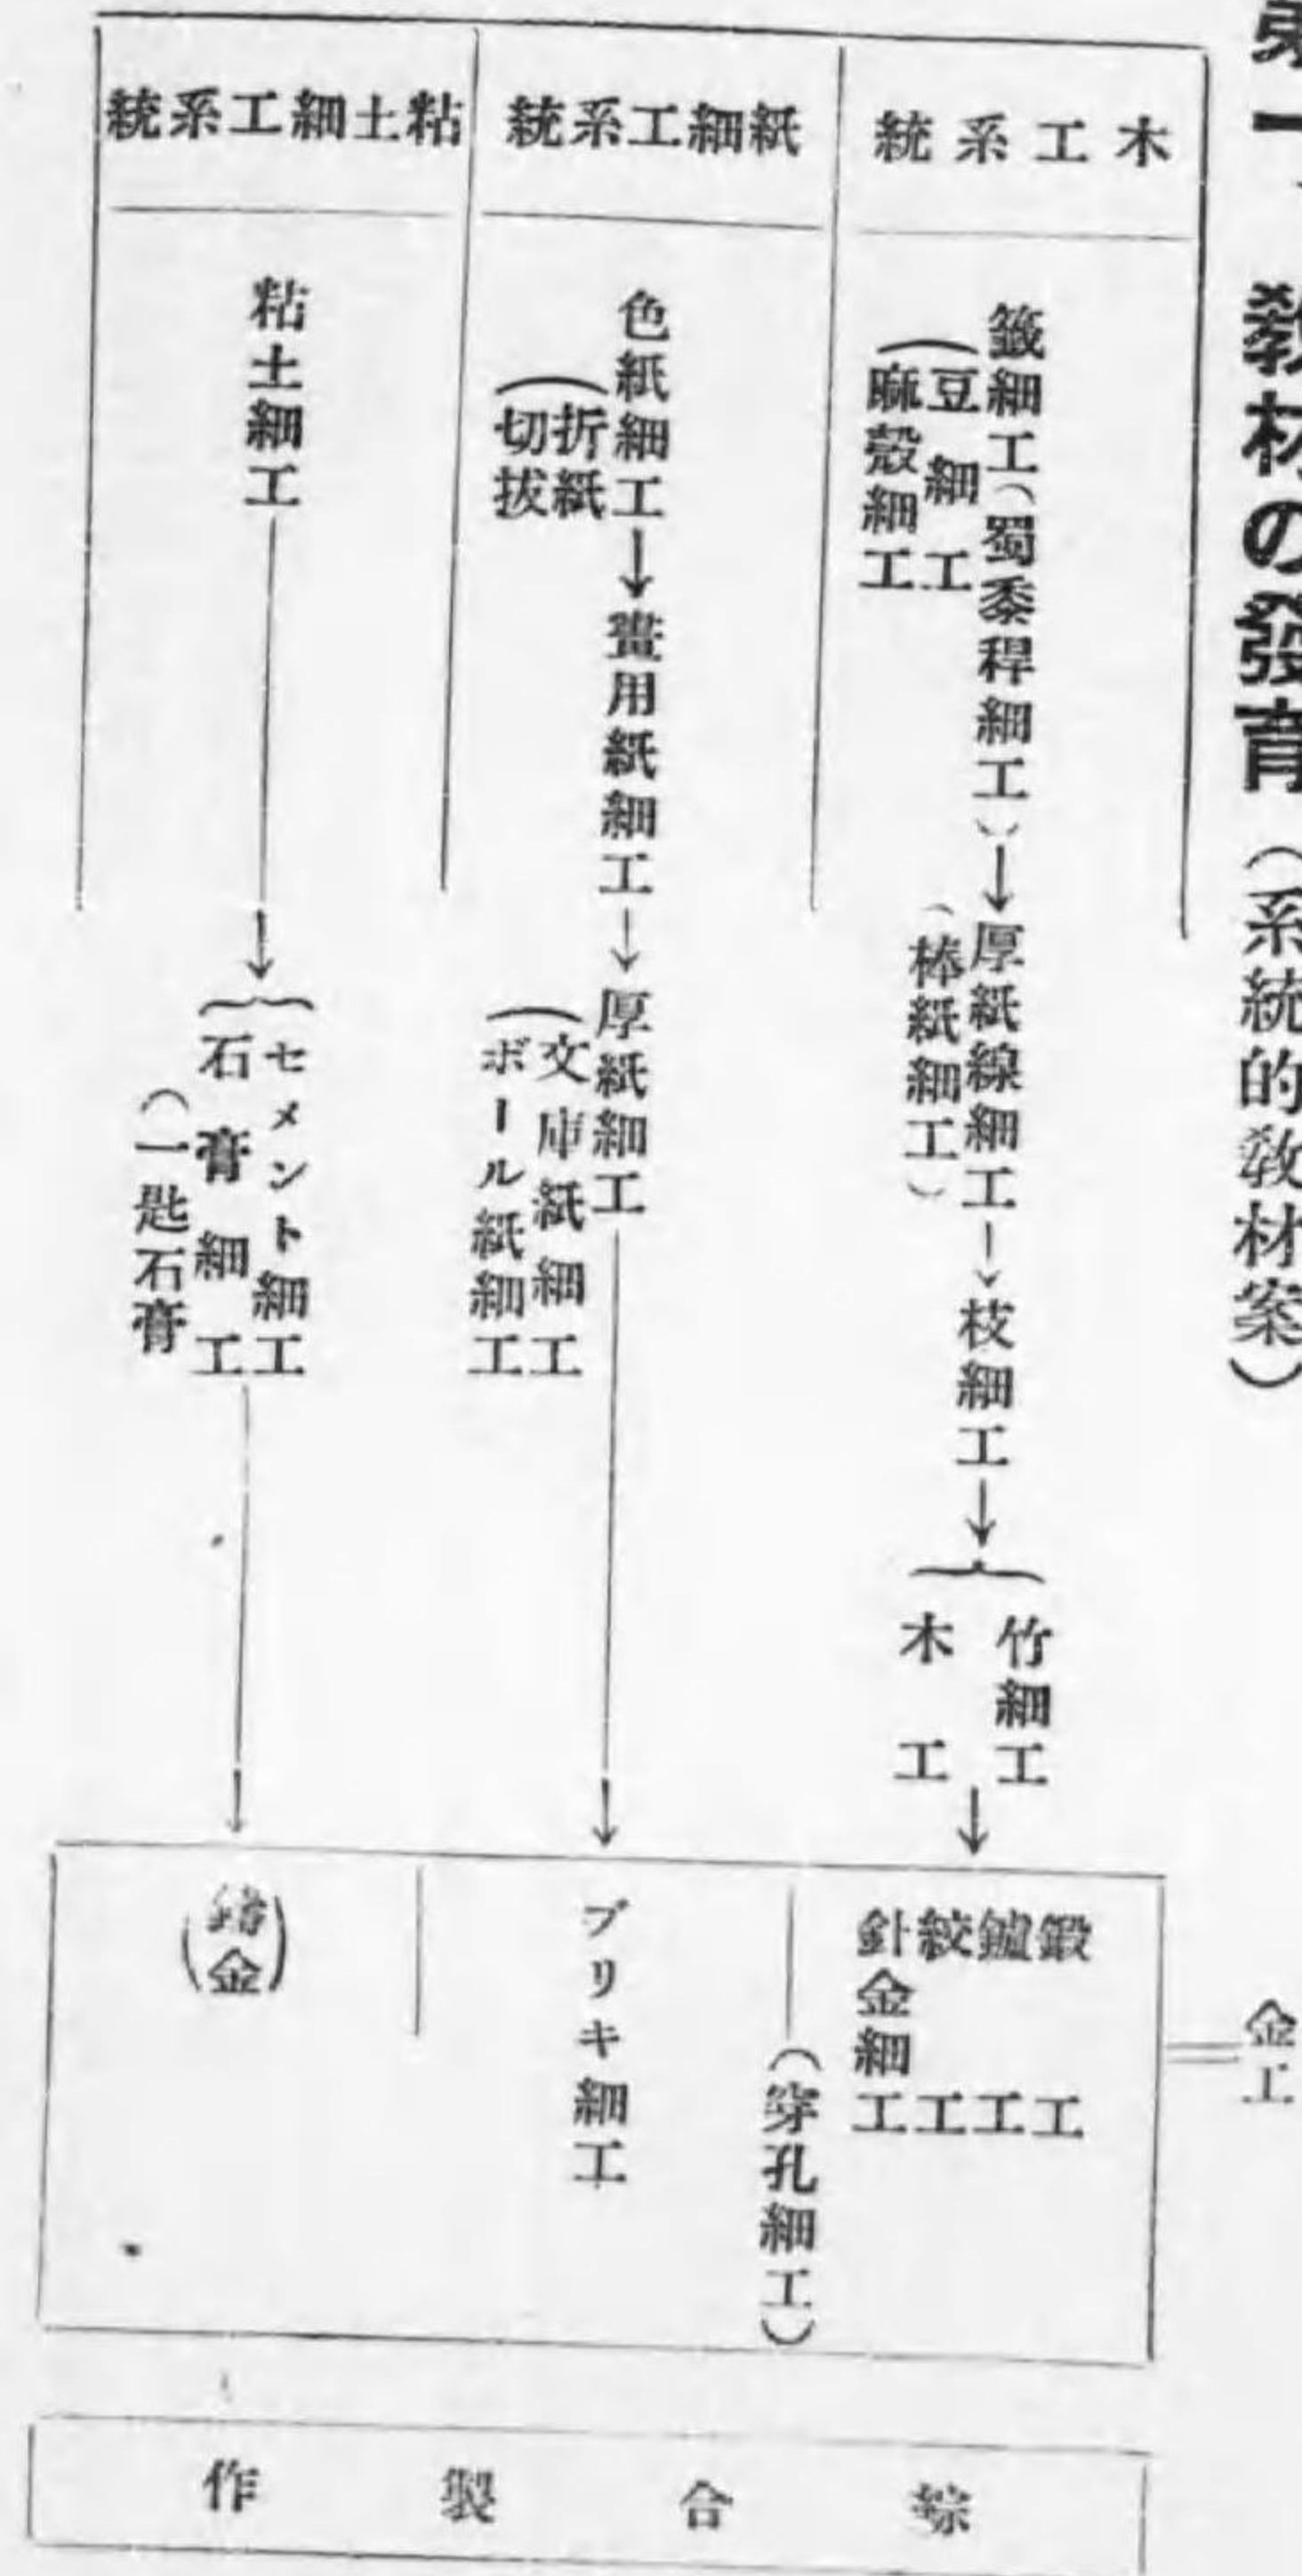 第一、教材の發育（系統的敎材案）
木工系統
籤細工（蜀黍稈細工）→厚紙線細工→枝細工→
（豆細工
麻殼細工
（棒紙細工）
竹細工
木工
紙細工系統
色紙細工→畫用紙細工→厚紙細工
（折紙
切拔
（文庫紙細工
ボール紙細工
粘土細工系統
粘土細工→
セメント細工
石膏細工
（一匙石膏
金工
鍛工
鑢工
絞工
針金細工
（穿孔細工）
ブリキ細工
（鑄金）
綜合製作